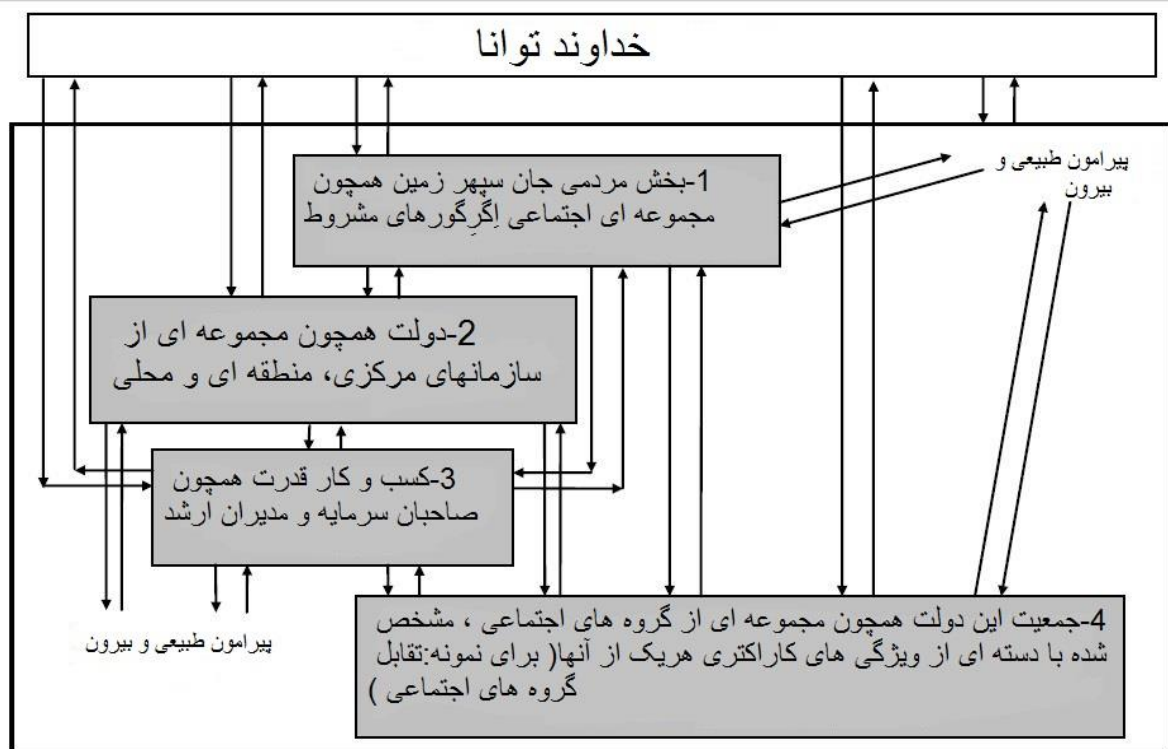 خداوند توانا
1-بخش مردمی جان سپهر زمین همچون
مجموعه ای اجتماعی اِگرِگورهای مشروط
پیرامون طبیعی و
بیرون
2-دولت همچون مجموعه ای از
سازمانهای مرکزی، منطقه ای و محلی
3-کسب و کار قدرت همچون
صاحبان سرمایه و مدیران ارشد
4-جمعیت این دولت همچون مجموعه ای از گروه های اجتماعی ، مشخص
شده با دسته ای از ویژگی های کاراکتری هریک از آنها( برای نمونه:تقابل
گروه های اجتماعی )
پیرامون طبیعی و بیرون